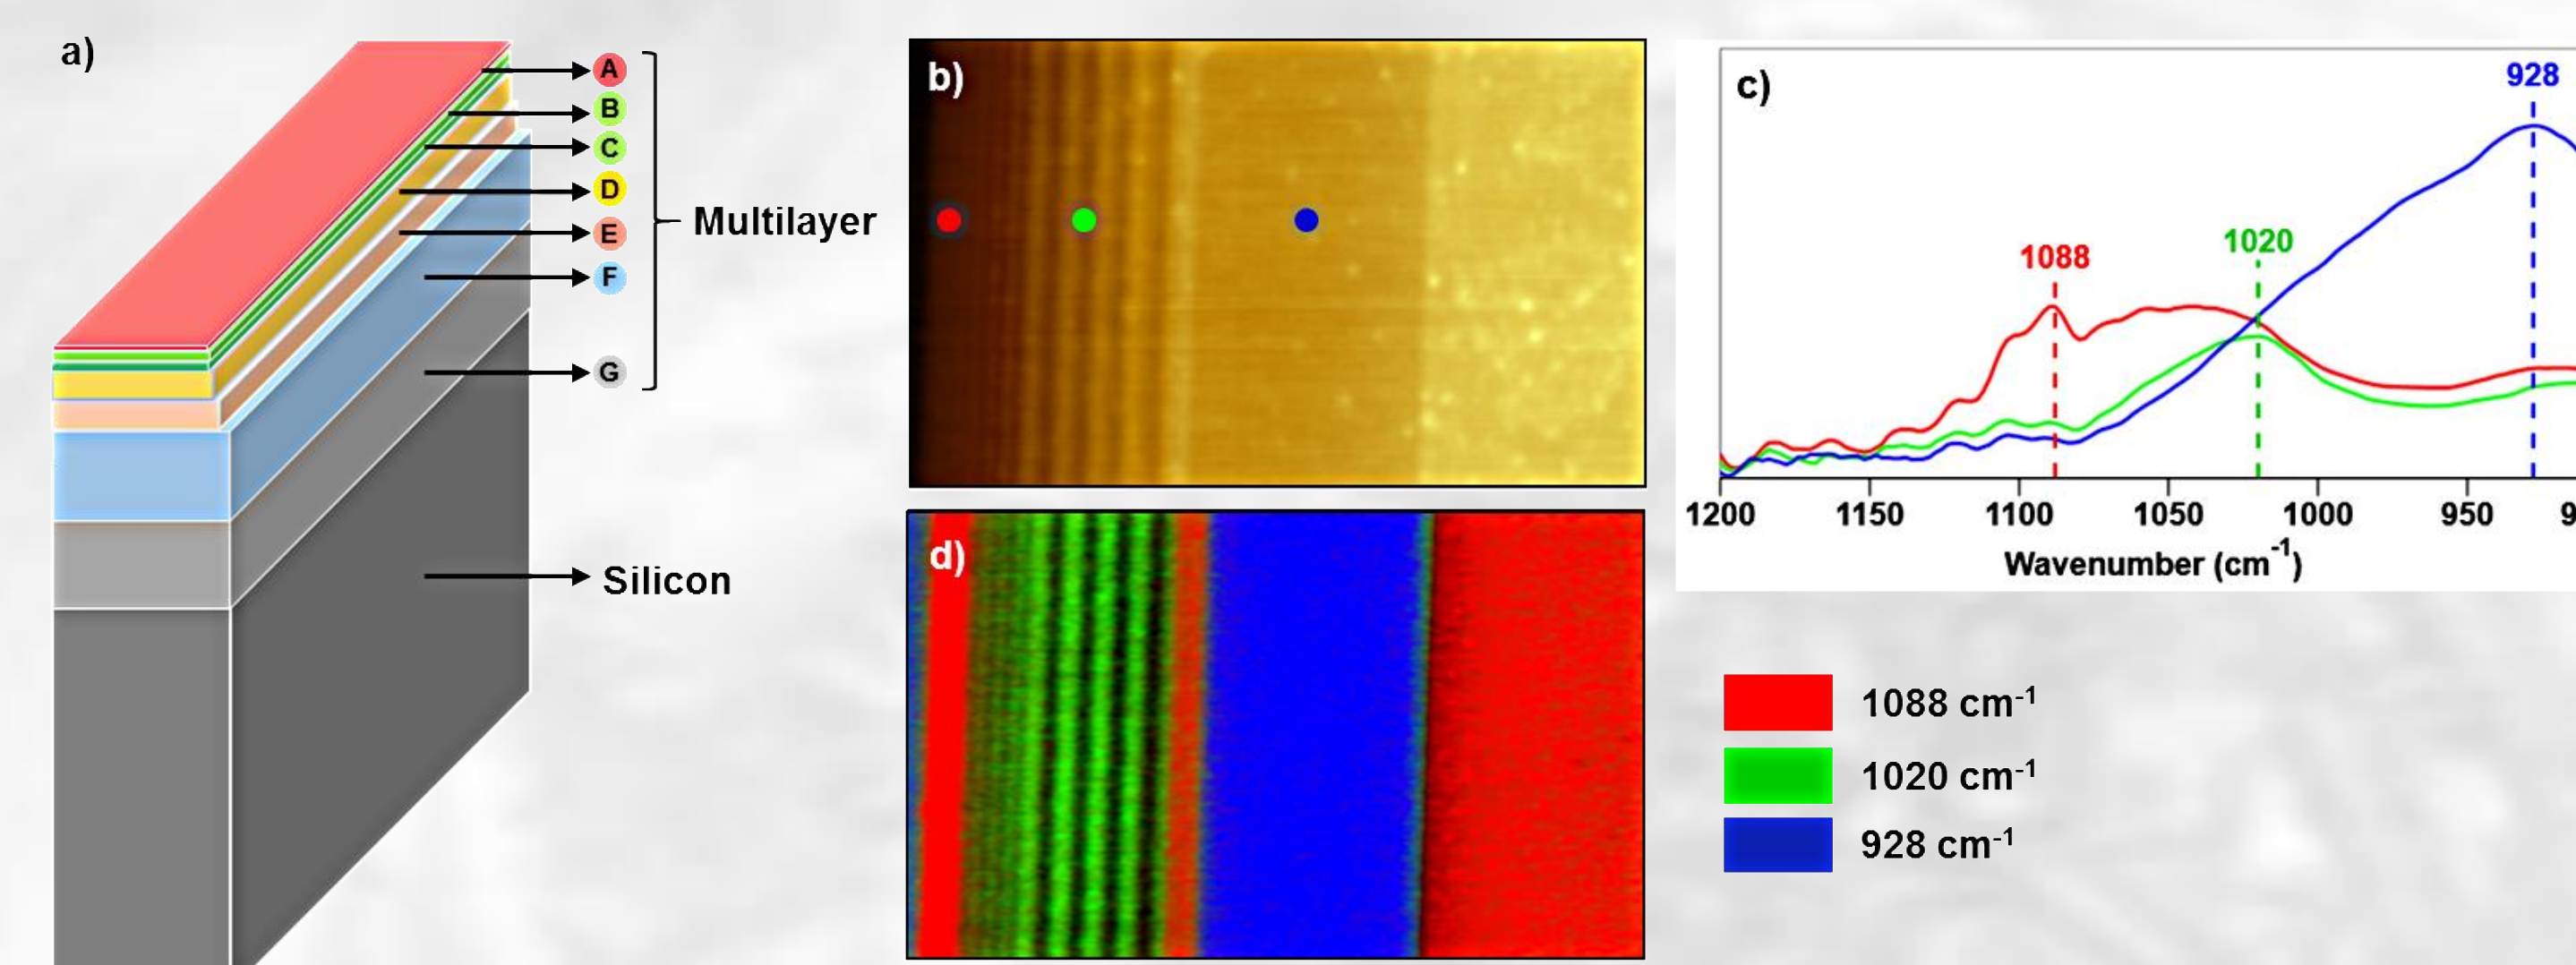 a)
A
B
C
D
E
F
G
Multilayer
Silicon
b)
d)
c)
928
1088
1020
1200 1150 1100 1050 1000 950 9
Wavenumber (cm-1)
1088 cm-1
1020 cm-1
928 cm-1